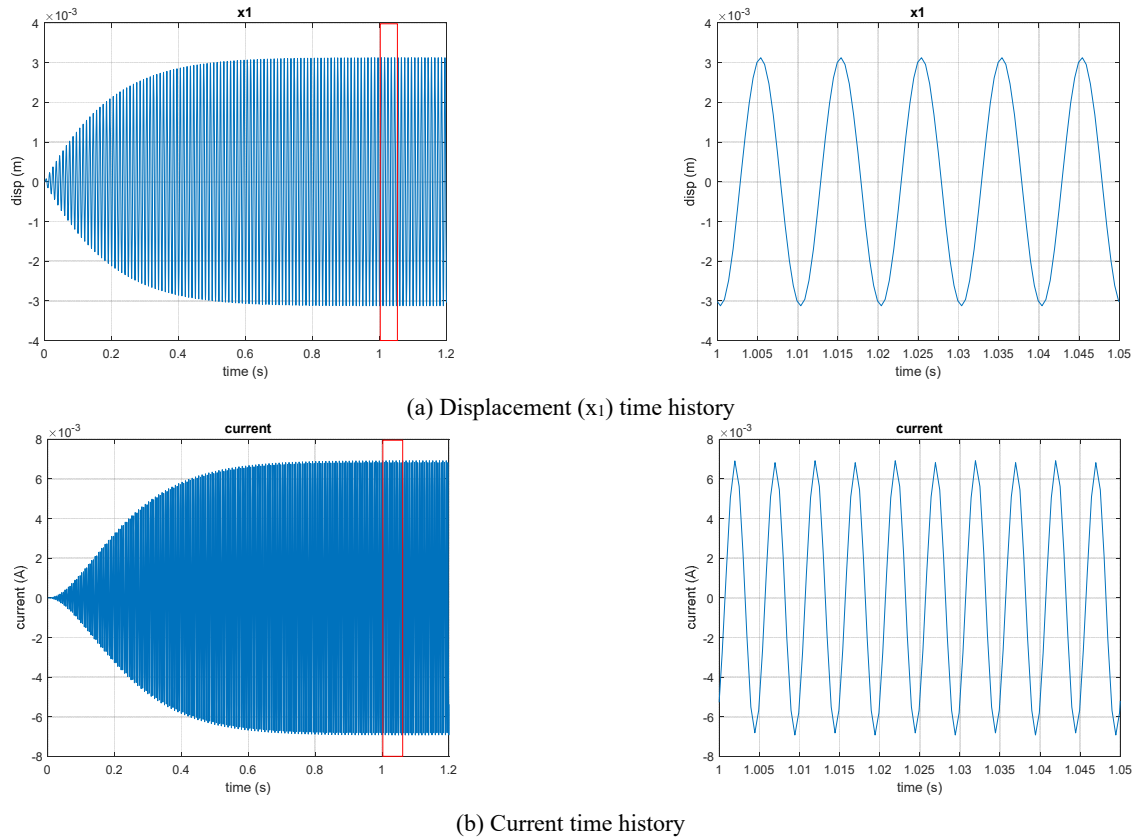 x1
×10⁻³
4
3
2
1
0
-1
-2
-3
-4
disp (m)
0 0.2 0.4 0.6 0.8 1 1.2
time (s)
x1
×10⁻³
4
3
2
1
0
-1
-2
-3
-4
disp (m)
1 1.005 1.01 1.015 1.02 1.025 1.03 1.035 1.04 1.045 1.05
time (s)
(a) Displacement (x₁) time history
current
×10⁻³
8
6
4
2
0
-2
-4
-6
-8
current (A)
0 0.2 0.4 0.6 0.8 1 1.2
time (s)
current
×10⁻³
8
6
4
2
0
-2
-4
-6
-8
current (A)
1 1.005 1.01 1.015 1.02 1.025 1.03 1.035 1.04 1.045 1.05
time (s)
(b) Current time history